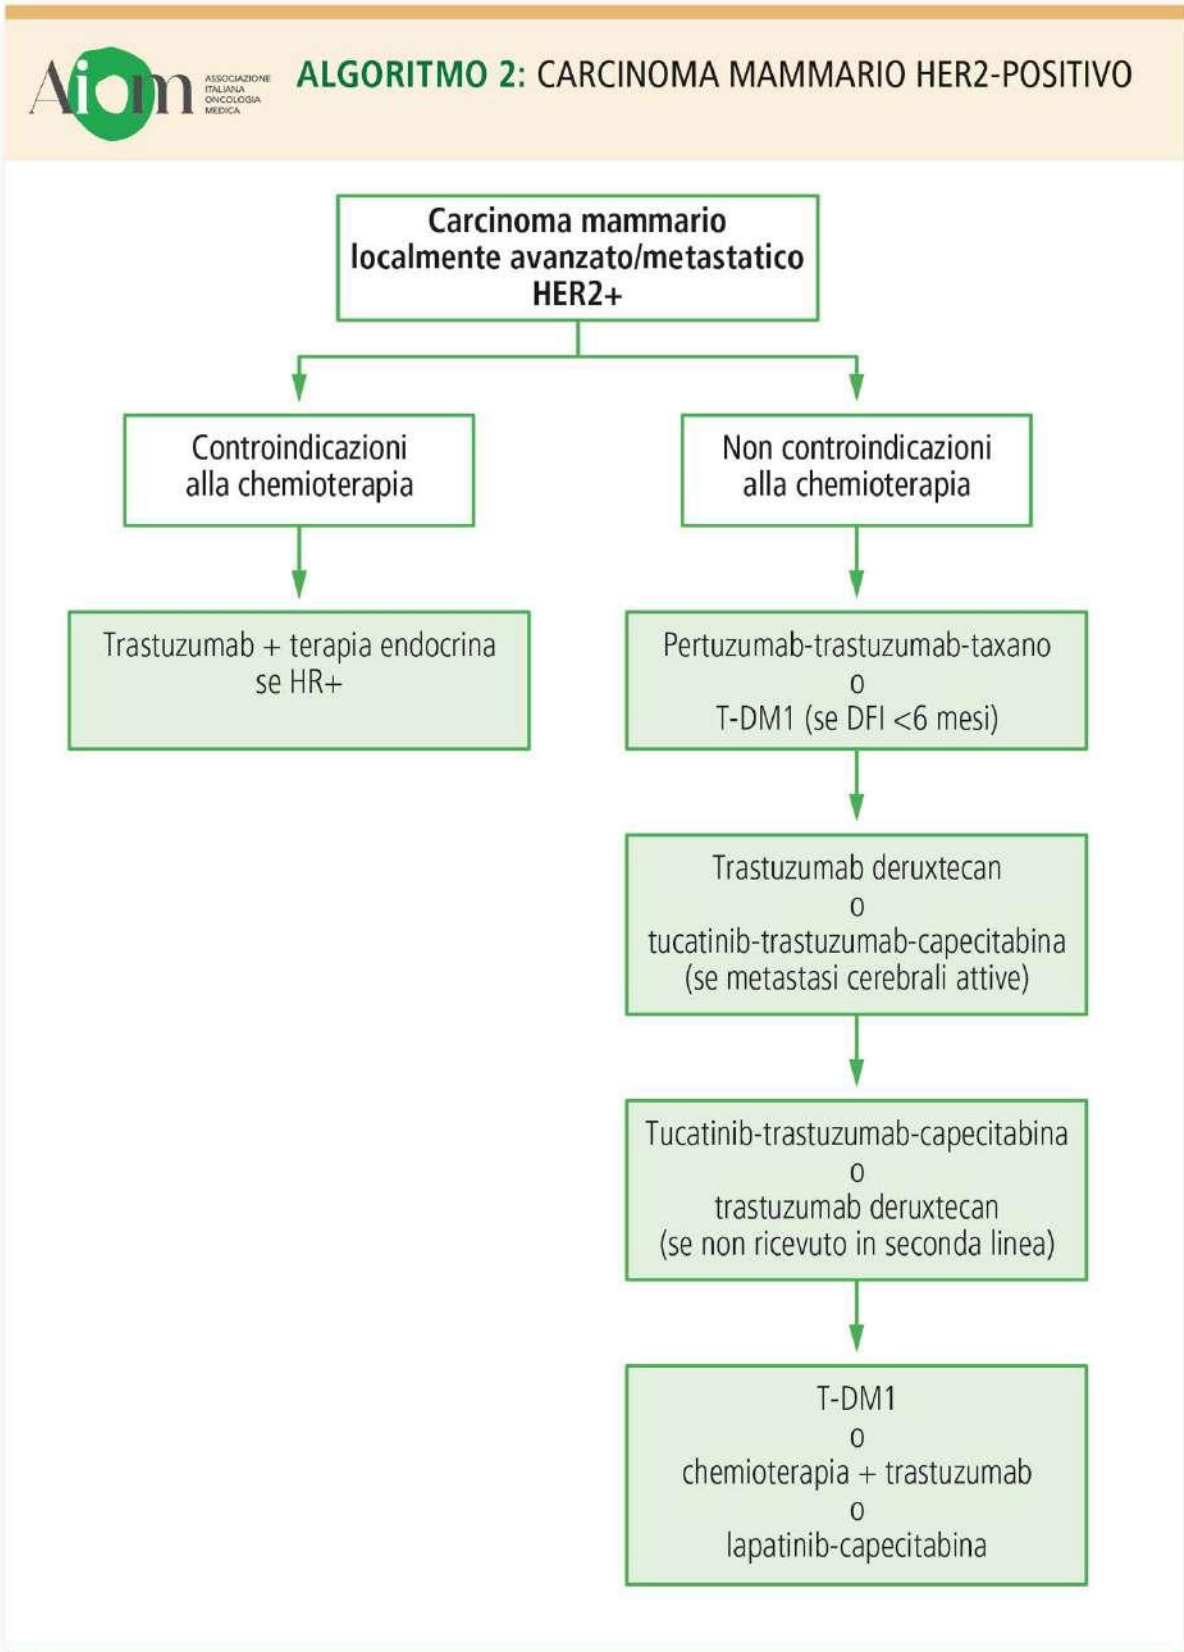 Aiom
ASSOCIAZIONE
ITALIANA
ONCOLOGIA
MEDICA
ALGORITMO 2: CARCINOMA MAMMARIO HER2-POSITIVO
Carcinoma mammario
localmente avanzato/metastatico
HER2+
Controindicazioni
alla chemioterapia
Non controindicazioni
alla chemioterapia
Trastuzumab + terapia endocrina
se HR+
Pertuzumab-trastuzumab-taxano
o
T-DM1 (se DFI <6 mesi)
Trastuzumab deruxtecan
o
tucatinib-trastuzumab-capecitabina
(se metastasi cerebrali attive)
Tucatinib-trastuzumab-capecitabina
o
trastuzumab deruxtecan
(se non ricevuto in seconda linea)
T-DM1
o
chemioterapia + trastuzumab
o
lapatinib-capecitabina